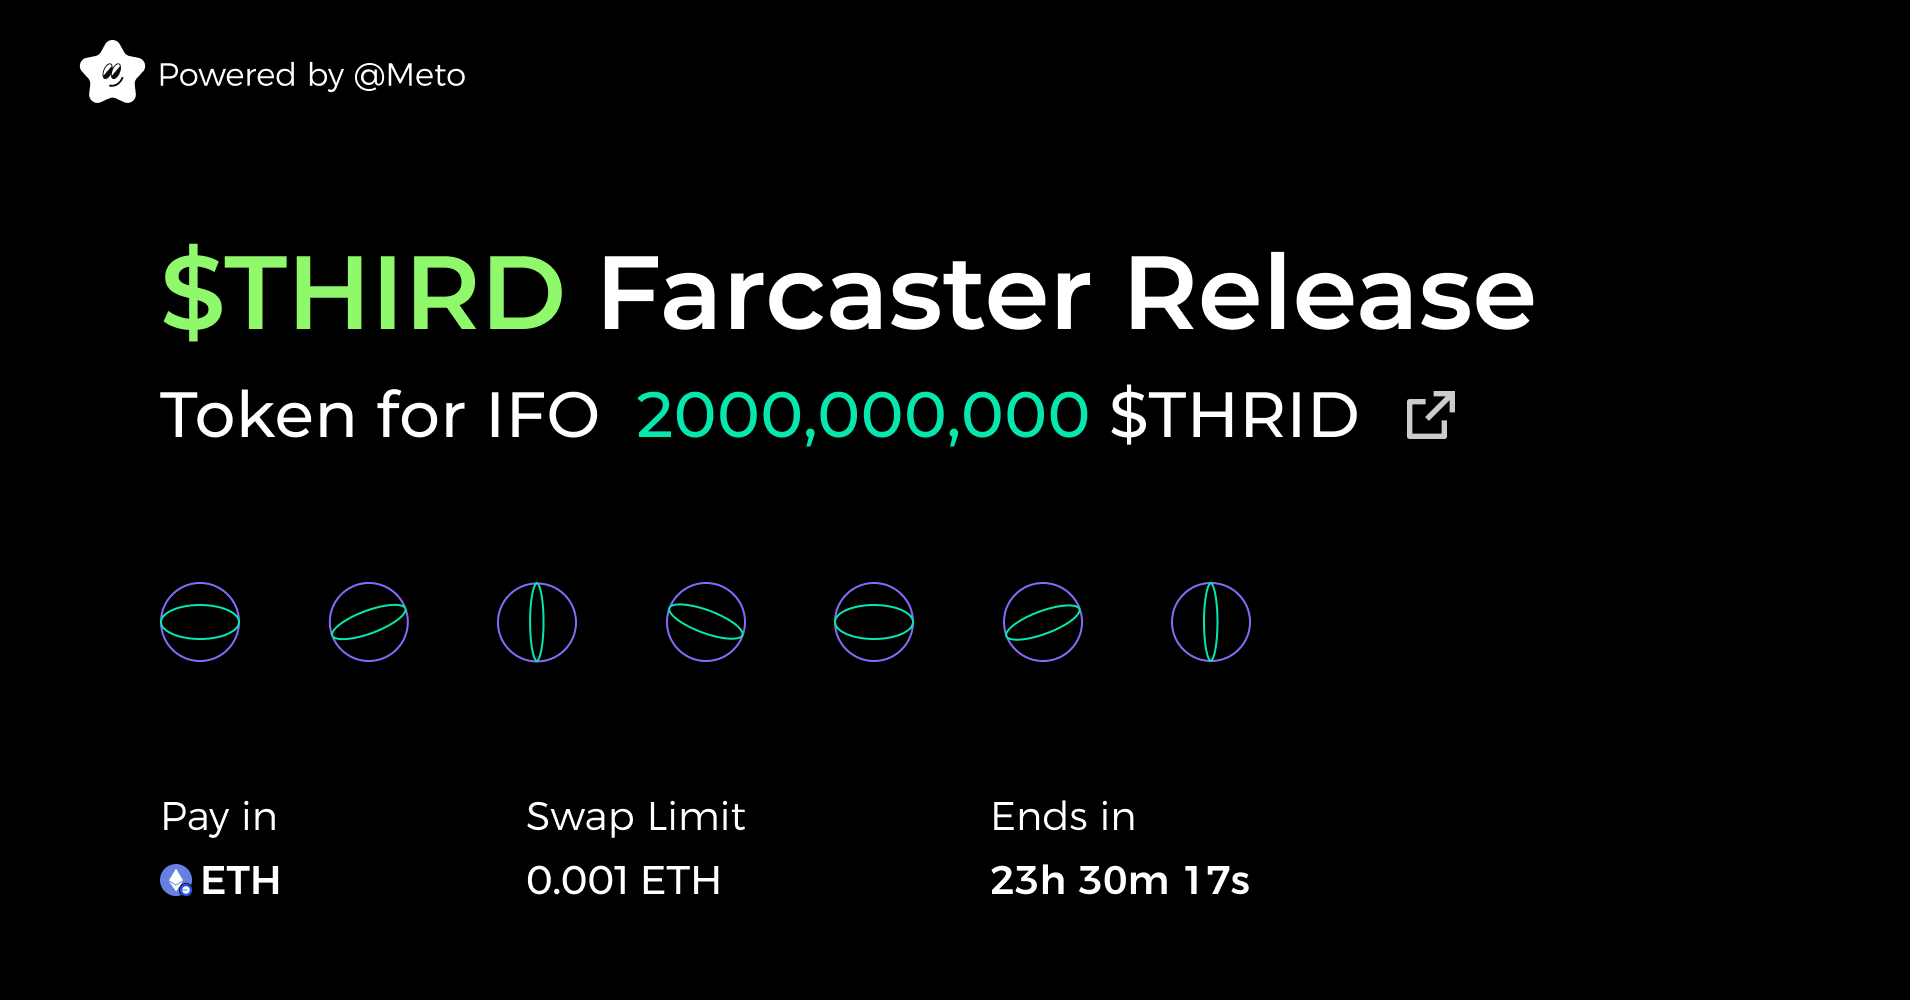 Powered by @Meto
$THIRD Farcaster Release
Token for IFO 2000,000,000 $THRID
Pay in Swap Limit Ends in
ETH 0.001 ETH 23h 30m 17s